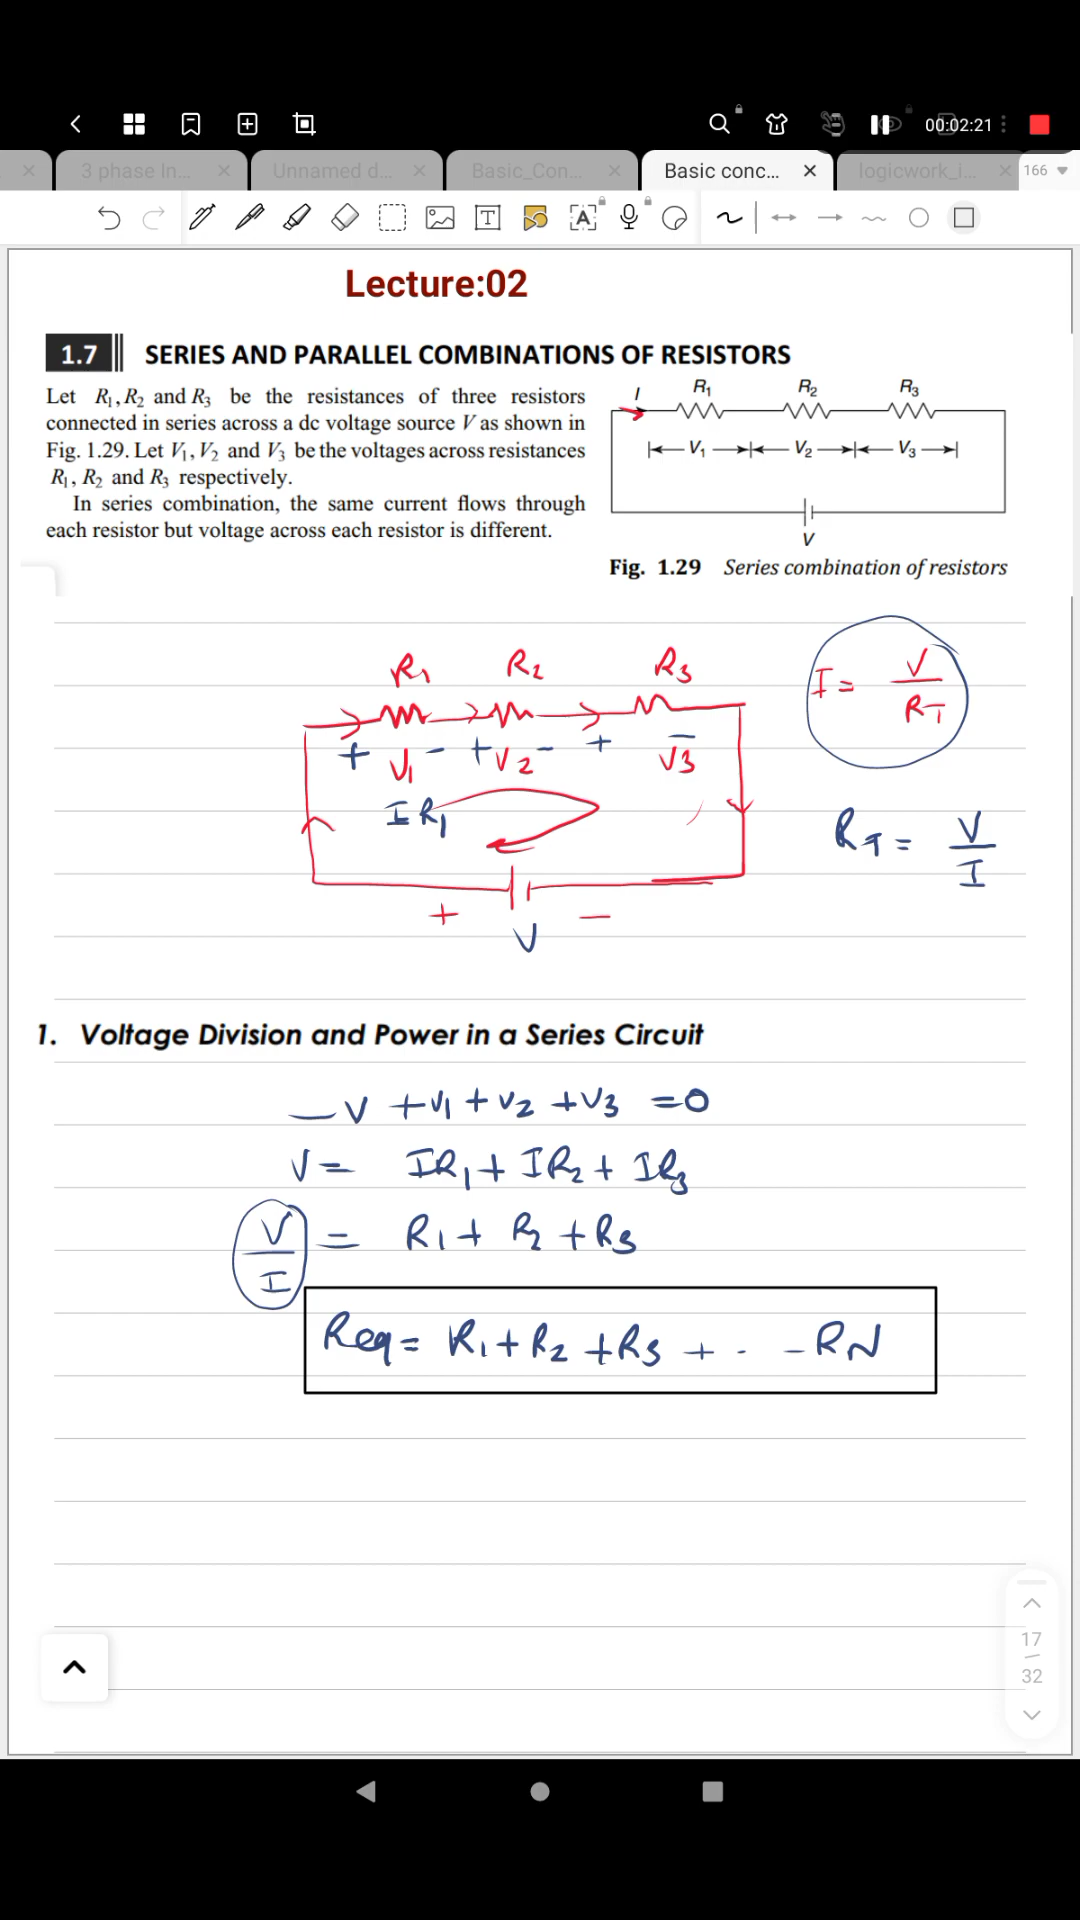 00:02:21
3 phase In...
Unnamed d...
Basic_Con...
Basic conc...
logicwork_i...
166
Lecture:02
1.7 SERIES AND PARALLEL COMBINATIONS OF RESISTORS
Let R₁, R₂ and R₃ be the resistances of three resistors
connected in series across a dc voltage source V as shown in
Fig. 1.29. Let V₁, V₂ and V₃ be the voltages across resistances
R₁, R₂ and R₃ respectively.
In series combination, the same current flows through
each resistor but voltage across each resistor is different.
I R₁ R₂ R₃
V₁ V₂ V₃
V
Fig. 1.29 Series combination of resistors
R₁ R₂ R₃
+ V₁ - + V₂ - + V₃ -
IR₁
+ V -
I = V/R_T
R_T = V/I
1. Voltage Division and Power in a Series Circuit
-V +V₁ + V₂ +V₃ =0
V = IR₁ + IR₂ + IR₃
V/I = R₁ + R₂ + R₃
Req = R₁ + R₂ + R₃ + . - RN
17
32